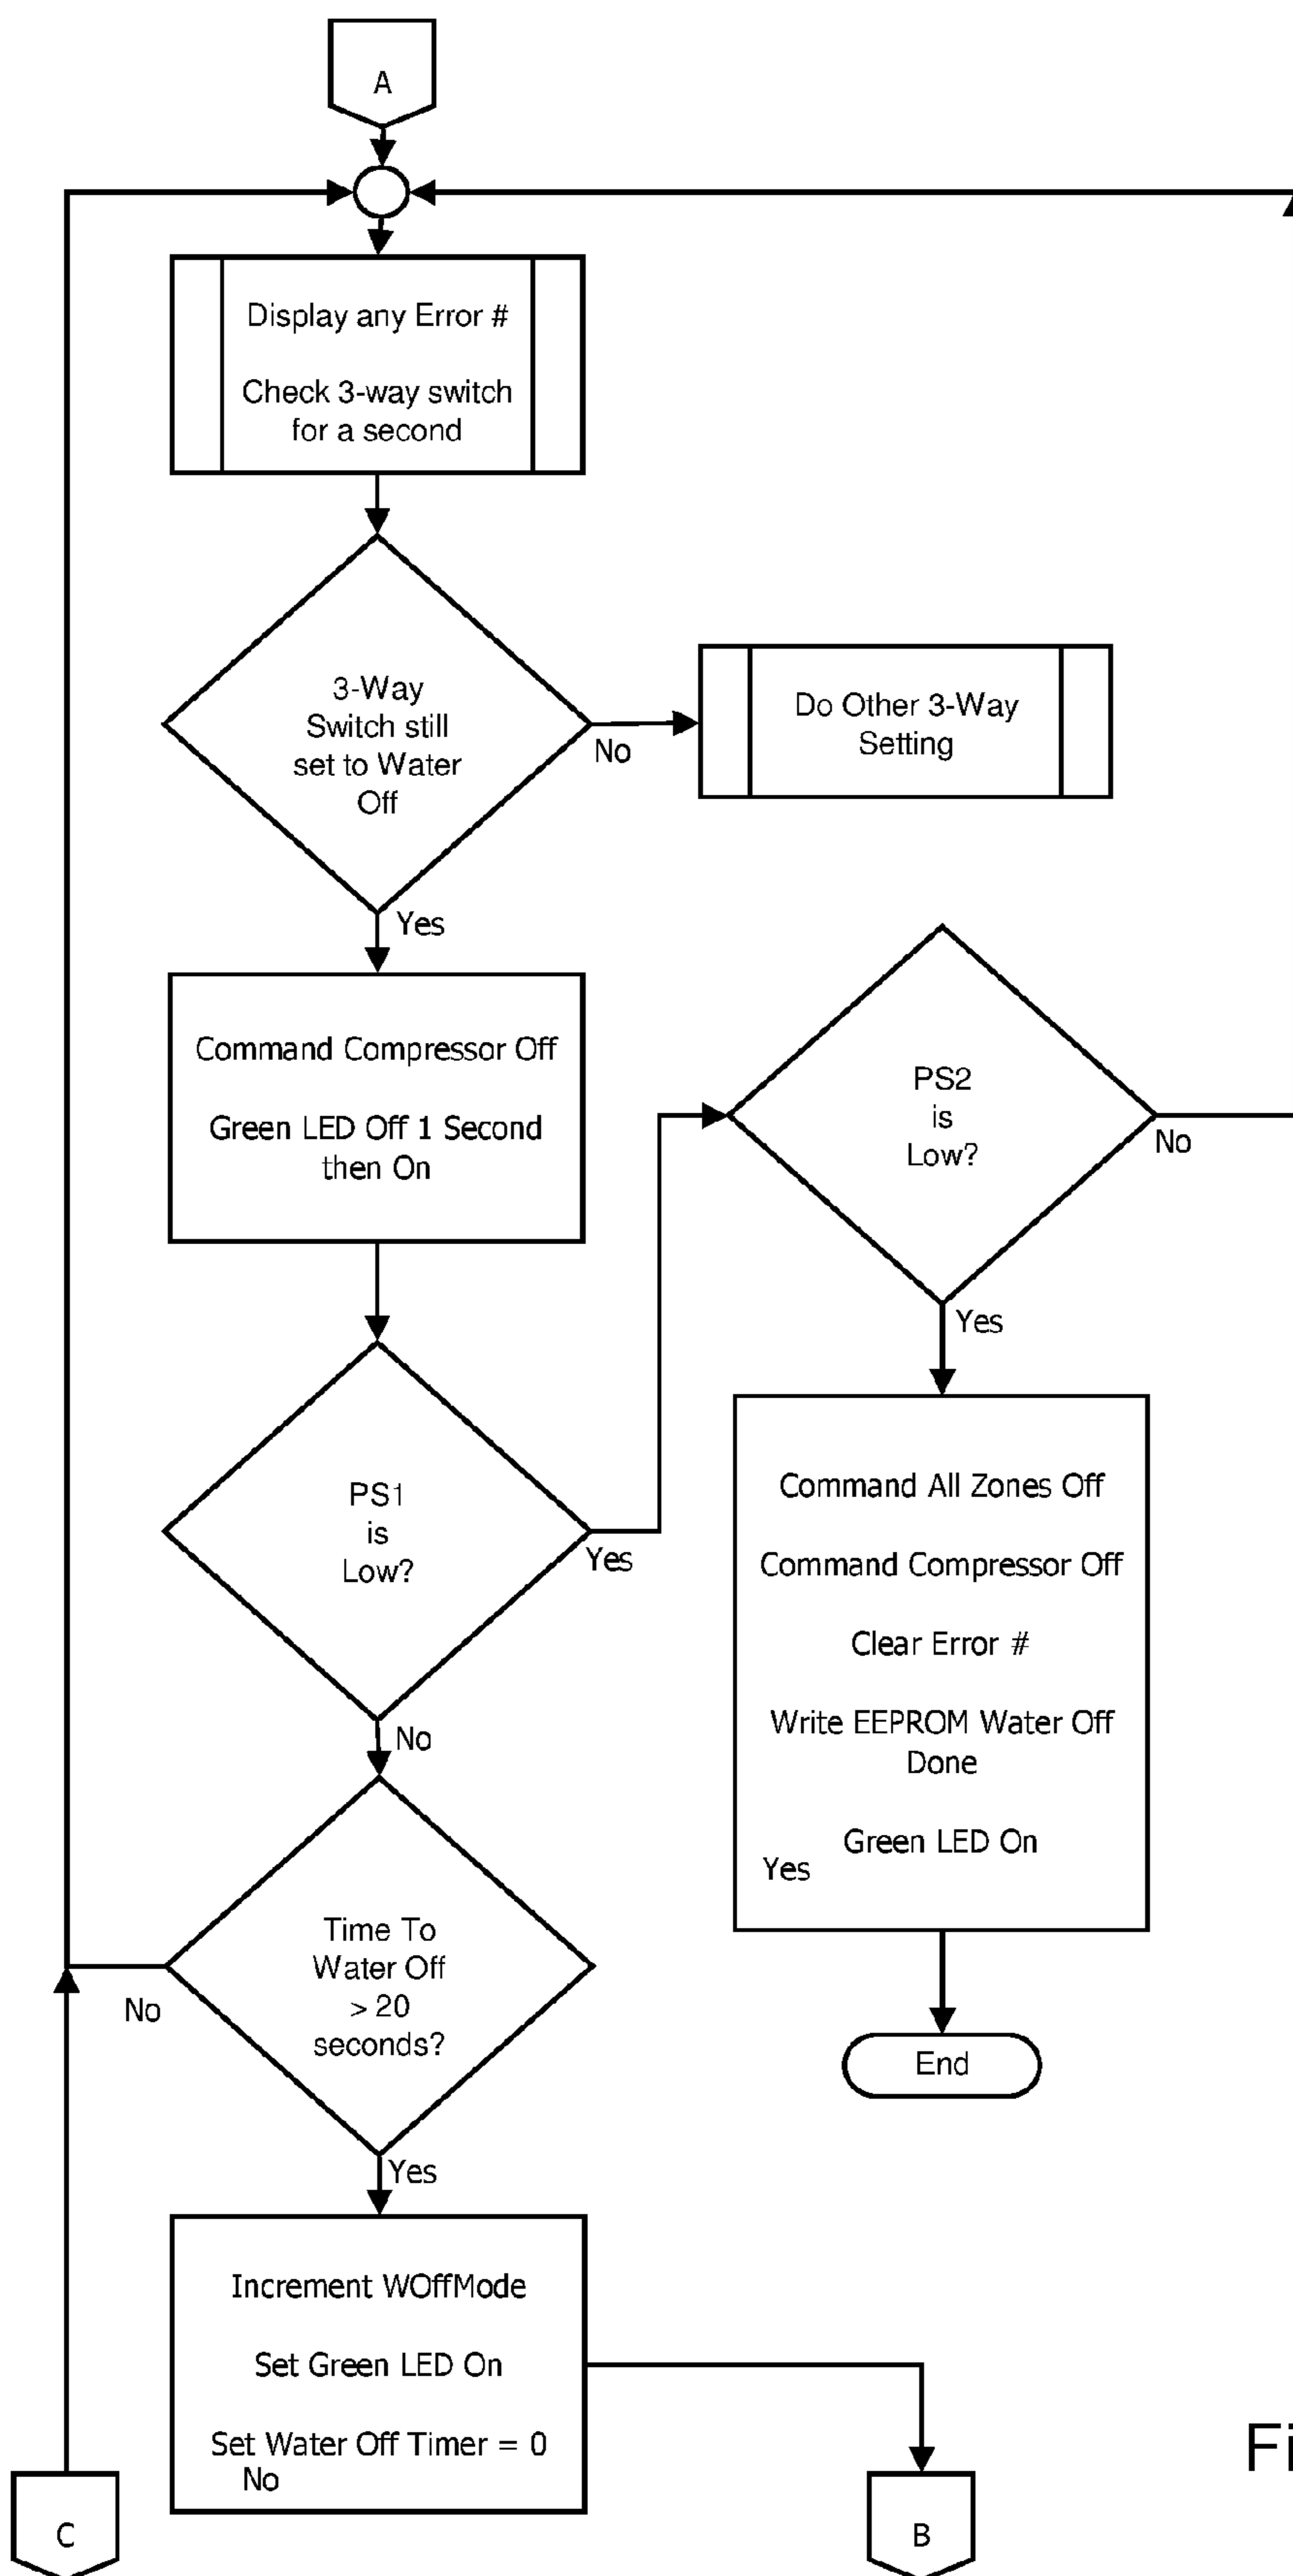 A
Display any Error #
Check 3-way switch
for a second
3-Way
Switch still
set to Water
Off
No
Do Other 3-Way
Setting
Yes
Command Compressor Off
Green LED Off 1 Second
then On
PS2
is
Low?
No
Yes
PS1
is
Low?
Yes
No
Command All Zones Off
Command Compressor Off
Clear Error #
Write EEPROM Water Off
Done
Green LED On
Yes
Time To
Water Off
> 20
seconds?
No
Yes
End
Increment WOffMode
Set Green LED On
Set Water Off Timer = 0
No
Fi
C
B